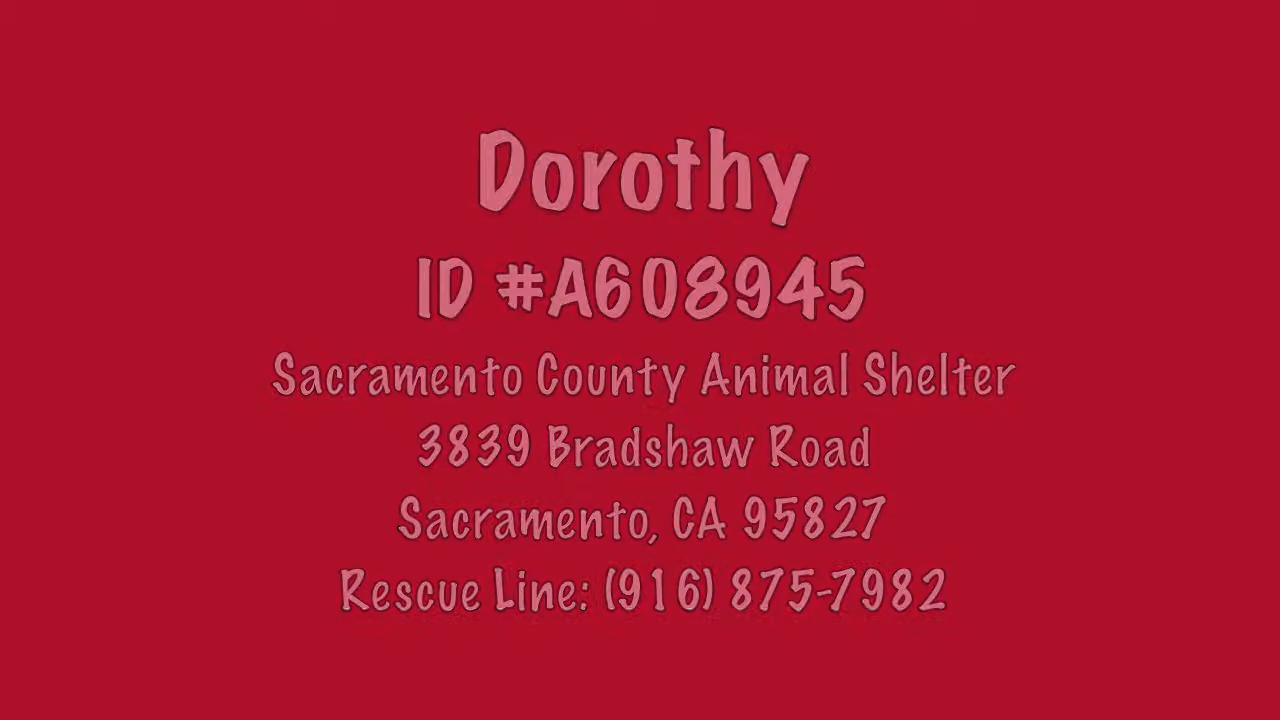 Dorothy
ID #A608945
Sacramento County Animal Shelter
3839 Bradshaw Road
Sacramento, CA 95827
Rescue Line: (916) 875-7982